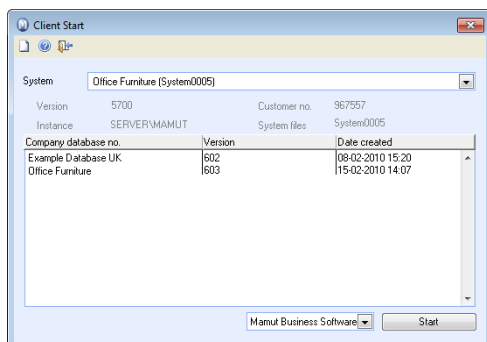 Client Start
System Office Furniture (System0005)
Version 5700 Customer no. 967557
Instance SERVER\MAMUT System files System0005
Company database no. Version Date created
Example Database UK 602 08-02-2010 15:20
Office Furniture 603 15-02-2010 14:07
Mamut Business Software Start